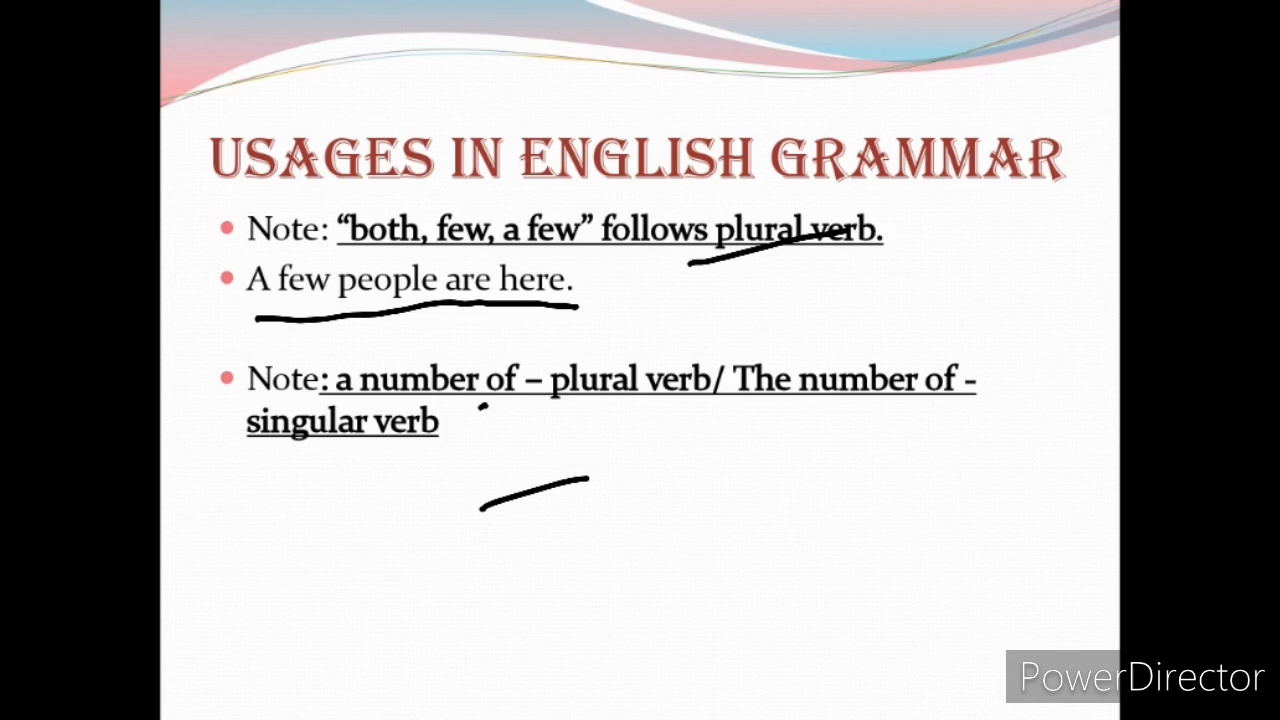 USAGES IN ENGLISH GRAMMAR
Note: “both, few, a few” follows plural verb.
A few people are here.
Note: a number of – plural verb/ The number of -
singular verb
PowerDirector